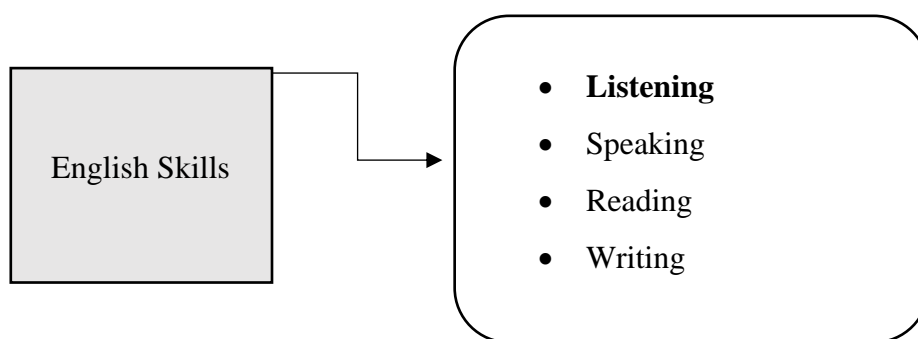 English Skills
• Listening
• Speaking
• Reading
• Writing